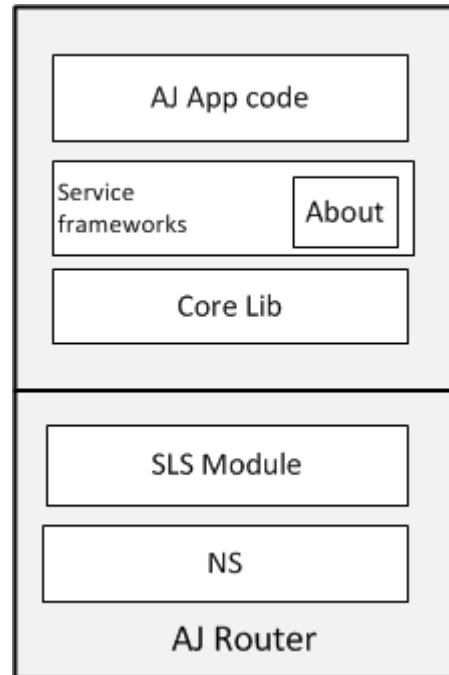 AJ App code
Service
frameworks
About
Core Lib
SLS Module
NS
AJ Router